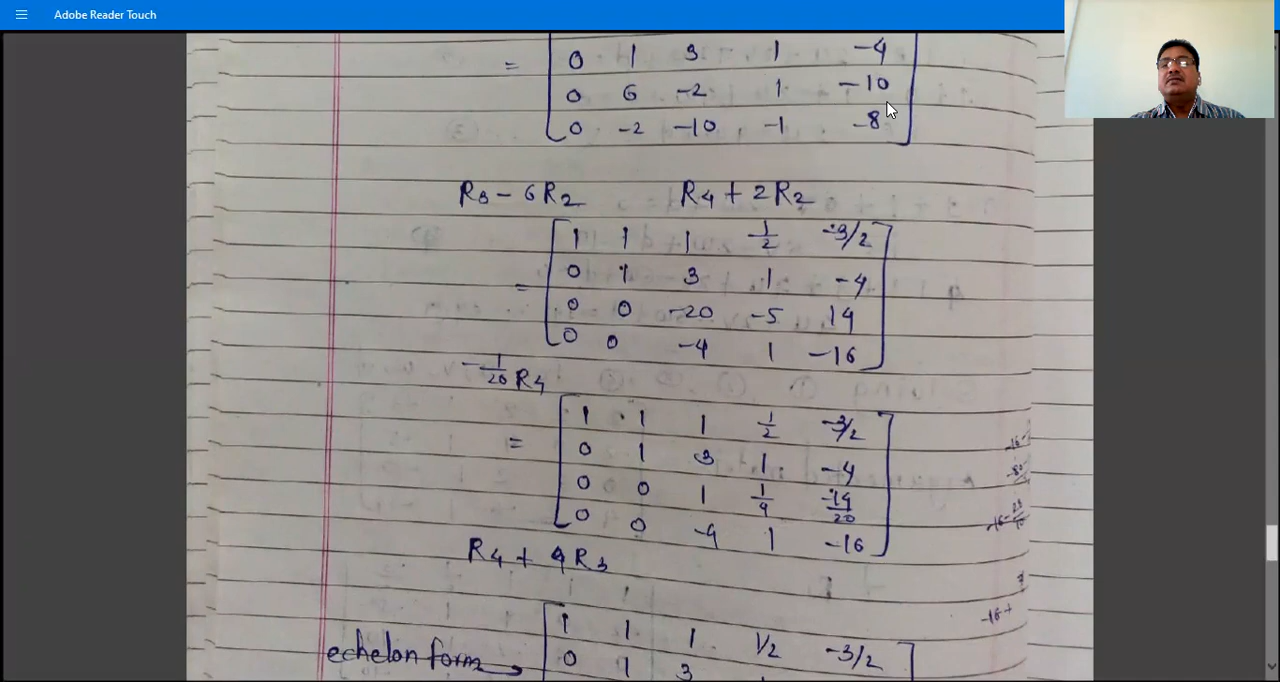 Adobe Reader Touch
= 0 1 3 1 -4
0 6 -2 1 -10
0 -2 -10 -1 -8
R3 - 6R2 R4 + 2R2
1 1 1 1/2 -3/2
= 0 1 3 1 -4
0 0 -20 -5 14
0 0 -4 1 -16
-1/20 R4
1 1 1 1/2 -3/2
= 0 1 3 1 -4
0 0 1 1/4 -14/20
0 0 -4 1 -16
R4 + 4R3
1 1 1 1/2 -3/2
echelon form → 0 1 3